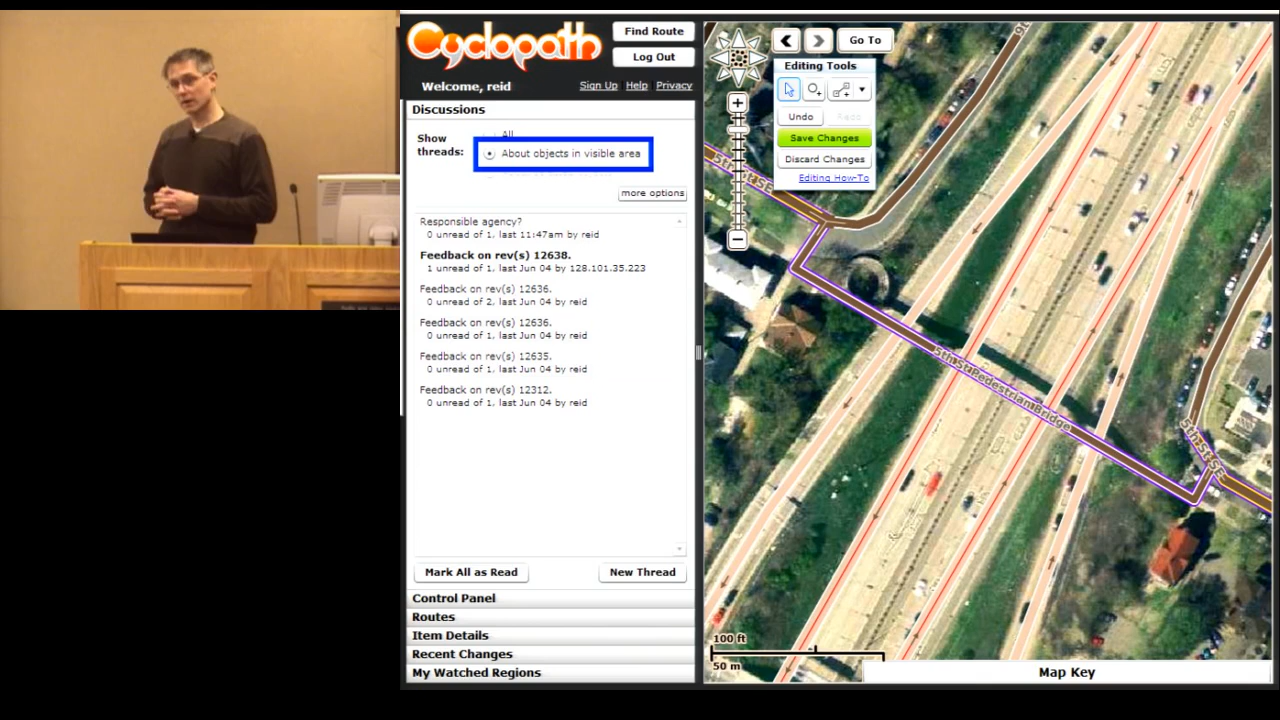 Cyclopath
Find Route
Log Out
Welcome, reid
Sign Up Help Privacy
Discussions
Show threads:
All
About objects in visible area
more options
Responsible agency?
0 unread of 1, last 11:47am by reid
Feedback on rev(s) 12638.
1 unread of 1, last Jun 04 by 128.101.35.223
Feedback on rev(s) 12636.
0 unread of 2, last Jun 04 by reid
Feedback on rev(s) 12636.
0 unread of 1, last Jun 04 by reid
Feedback on rev(s) 12635.
0 unread of 1, last Jun 04 by reid
Feedback on rev(s) 12312.
0 unread of 1, last Jun 04 by reid
Mark All as Read
New Thread
Control Panel
Routes
Item Details
Recent Changes
My Watched Regions
Go To
Editing Tools
Undo Redo
Save Changes
Discard Changes
Editing How-To
5th St SE
5th St Pedestrian Bridge
5th St SE
100 ft
50 m
Map Key